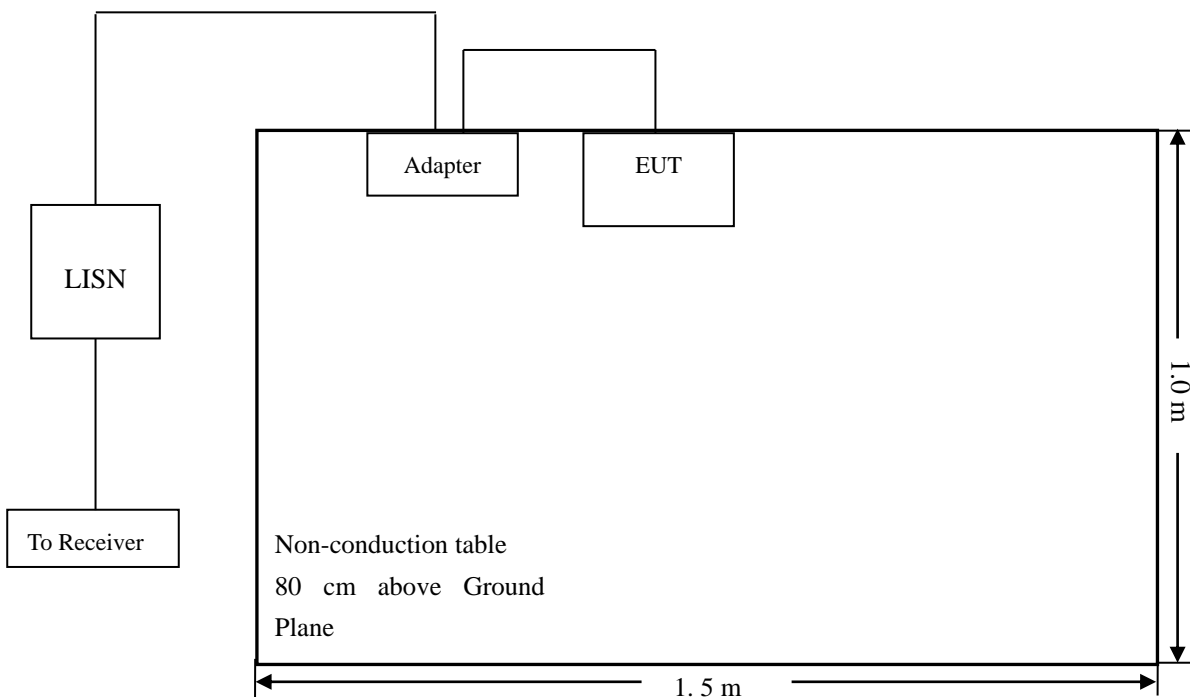 Adapter
EUT
LISN
1.0 m
To Receiver
Non-conduction table
80 cm above Ground
Plane
1. 5 m